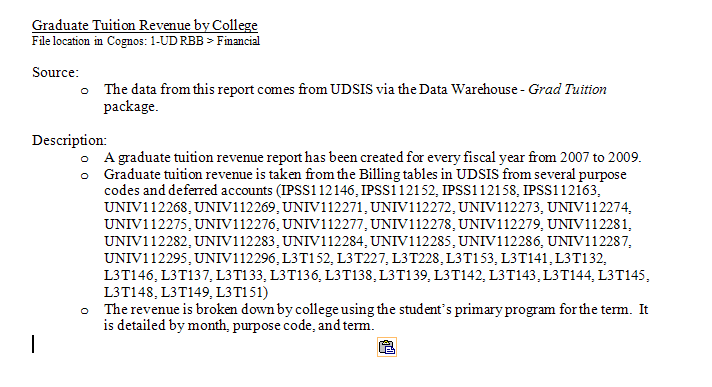 Graduate Tuition Revenue by College
File location in Cognos: 1-UD RBB > Financial
Source:
o The data from this report comes from UDSIS via the Data Warehouse - Grad Tuition
package.
Description:
o A graduate tuition revenue report has been created for every fiscal year from 2007 to 2009.
o Graduate tuition revenue is taken from the Billing tables in UDSIS from several purpose
codes and deferred accounts (IPSS112146, IPSS112152, IPSS112158, IPSS112163,
UNIV112268, UNIV112269, UNIV112271, UNIV112272, UNIV112273, UNIV112274,
UNIV112275, UNIV112276, UNIV112277, UNIV112278, UNIV112279, UNIV112281,
UNIV112282, UNIV112283, UNIV112284, UNIV112285, UNIV112286, UNIV112287,
UNIV112295, UNIV112296, L3T152, L3T227, L3T228, L3T153, L3T141, L3T132,
L3T146, L3T137, L3T133, L3T136, L3T138, L3T139, L3T142, L3T143, L3T144, L3T145,
L3T148, L3T149, L3T151)
o The revenue is broken down by college using the student's primary program for the term. It
is detailed by month, purpose code, and term.